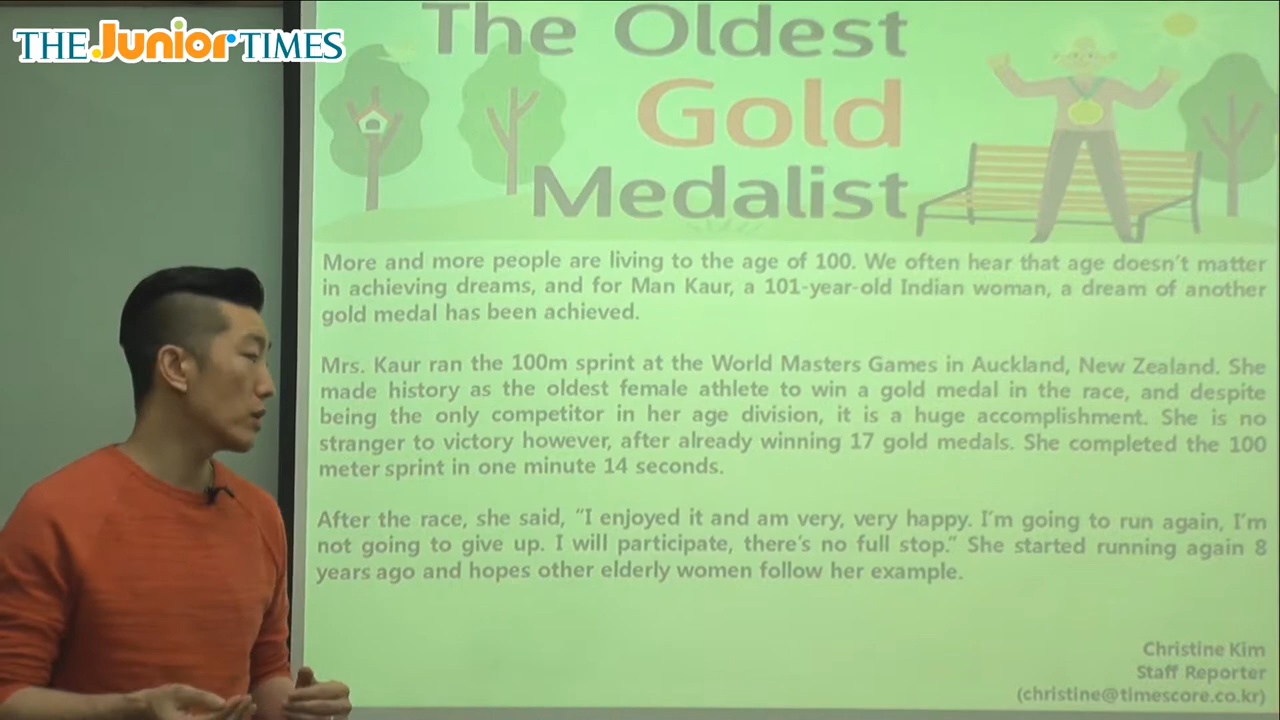 THE Junior TIMES
The Oldest
Gold
Medalist
More and more people are living to the age of 100. We often hear that age doesn't matter
in achieving dreams, and for Man Kaur, a 101-year-old Indian woman, a dream of another
gold medal has been achieved.
Mrs. Kaur ran the 100m sprint at the World Masters Games in Auckland, New Zealand. She
made history as the oldest female athlete to win a gold medal in the race, and despite
being the only competitor in her age division, it is a huge accomplishment. She is no
stranger to victory however, after already winning 17 gold medals. She completed the 100
meter sprint in one minute 14 seconds.
After the race, she said, "I enjoyed it and am very, very happy. I'm going to run again, I'm
not going to give up. I will participate, there's no full stop." She started running again 8
years ago and hopes other elderly women follow her example.
Christine Kim
Staff Reporter
(christine@timescore.co.kr)